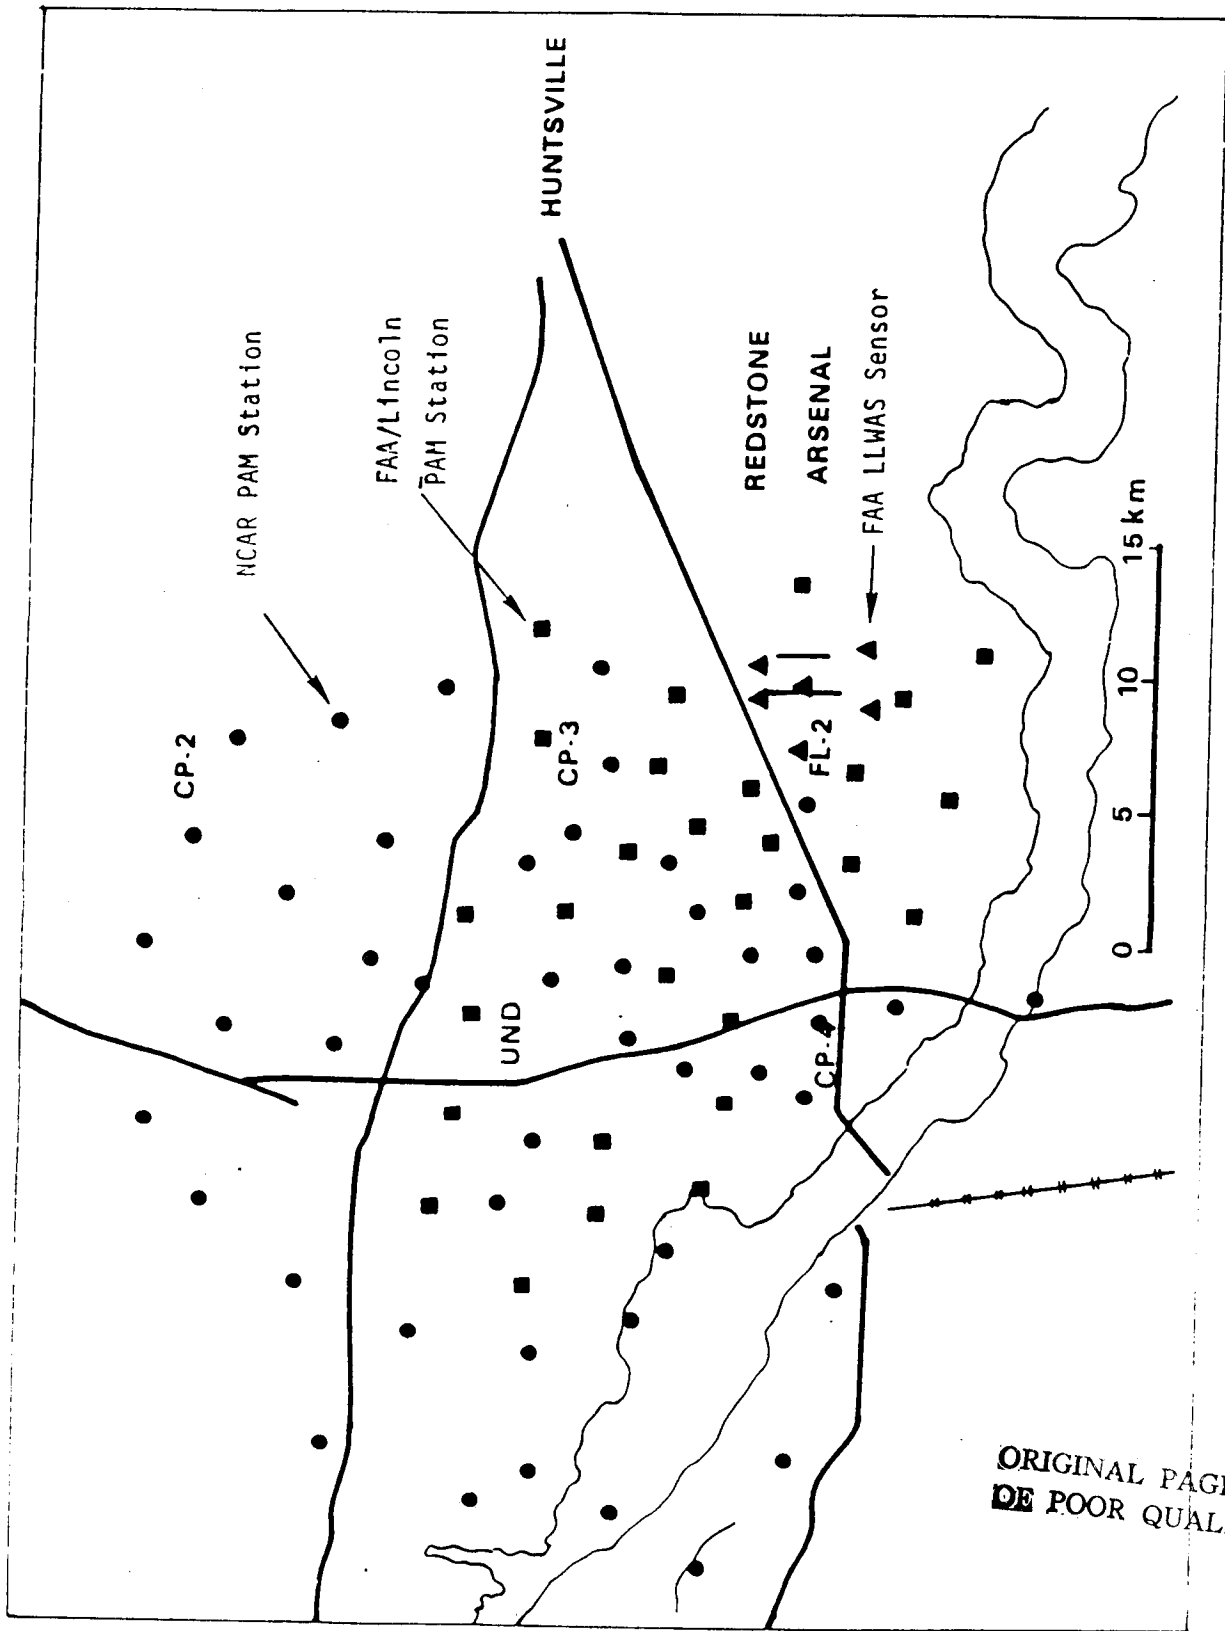 NCAR PAM Station
HUNTSVILLE
FAA/Lincoln
PAM Station
CP-2
CP-3
UND
REDSTONE
ARSENAL
FL-2
FAA LLWAS Sensor
CP-4
0
5
10
15 km
ORIGINAL PAGE
OF POOR QUAL